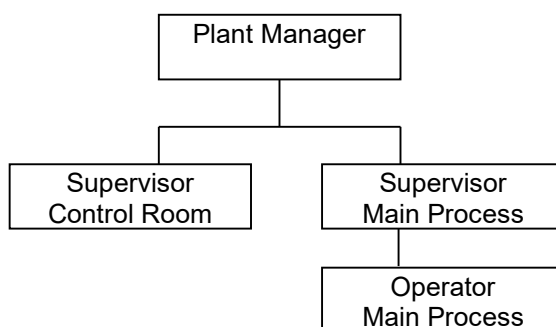 Plant Manager
Supervisor
Control Room
Supervisor
Main Process
Operator
Main Process